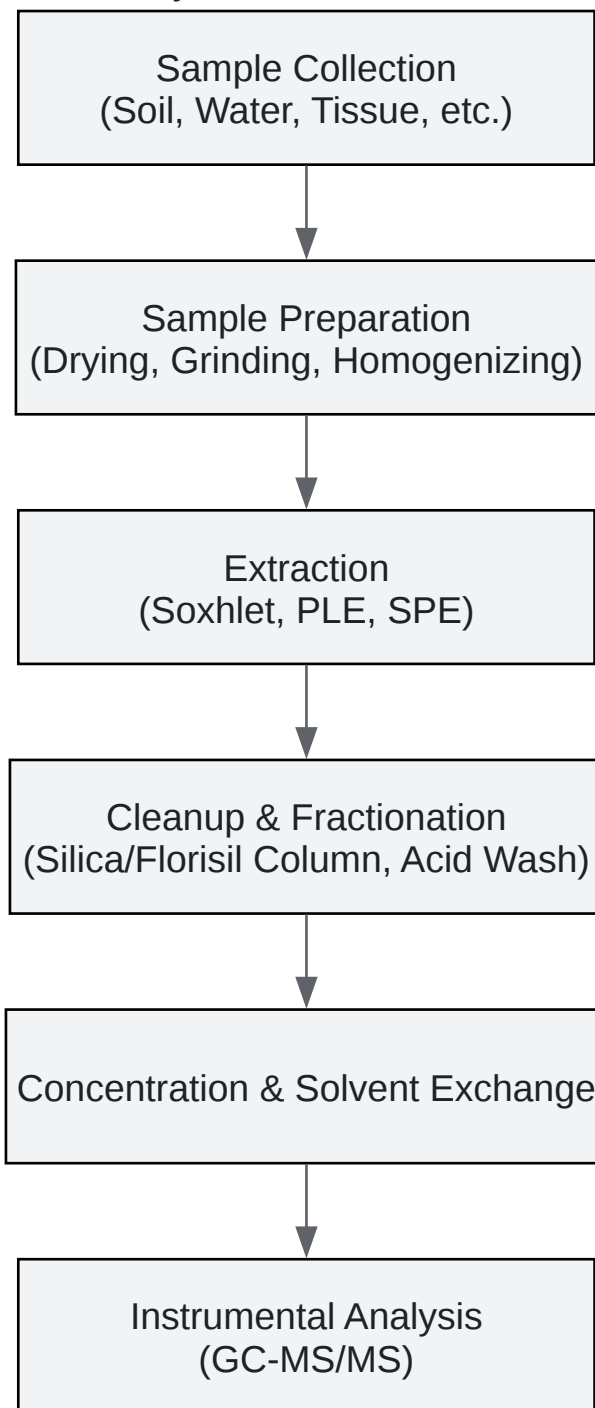 Sample Collection
(Soil, Water, Tissue, etc.)
Sample Preparation
(Drying, Grinding, Homogenizing)
Extraction
(Soxhlet, PLE, SPE)
Cleanup & Fractionation
(Silica/Florisil Column, Acid Wash)
Concentration & Solvent Exchange
Instrumental Analysis
(GC-MS/MS)